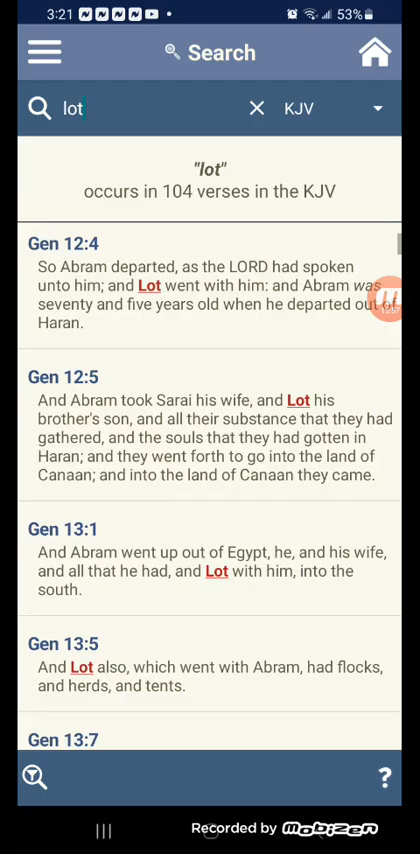 3:21
53%
Search
lot
KJV
"lot"
occurs in 104 verses in the KJV
Gen 12:4
So Abram departed, as the LORD had spoken
unto him; and Lot went with him: and Abram was
seventy and five years old when he departed out of
Haran.
15:57
Gen 12:5
And Abram took Sarai his wife, and Lot his
brother's son, and all their substance that they had
gathered, and the souls that they had gotten in
Haran; and they went forth to go into the land of
Canaan; and into the land of Canaan they came.
Gen 13:1
And Abram went up out of Egypt, he, and his wife,
and all that he had, and Lot with him, into the
south.
Gen 13:5
And Lot also, which went with Abram, had flocks,
and herds, and tents.
Gen 13:7
?
Recorded by Mobizen